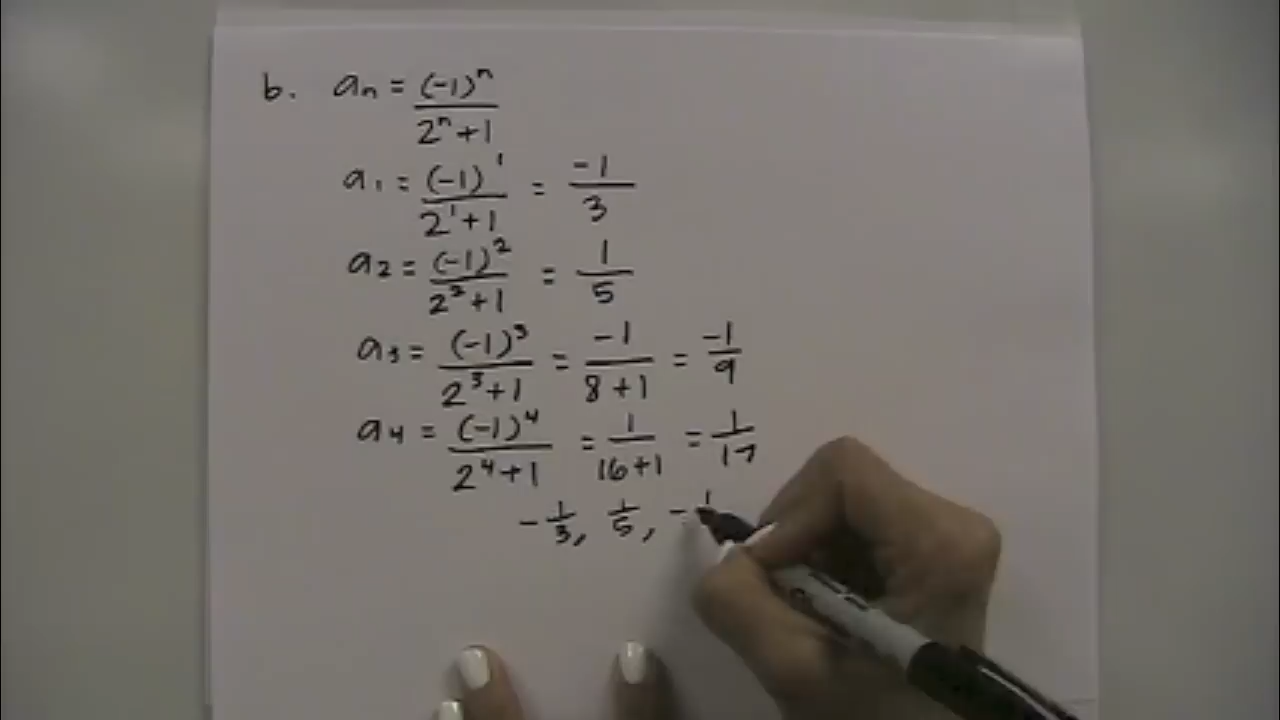 b. aₙ = (-1)ⁿ / 2ⁿ+1
a₁ = (-1)¹ / 2¹+1 = -1 / 3
a₂ = (-1)² / 2²+1 = 1 / 5
a₃ = (-1)³ / 2³+1 = -1 / 8+1 = -1 / 9
a₄ = (-1)⁴ / 2⁴+1 = 1 / 16+1 = 1 / 17
- 1/3, 1/5, - 1